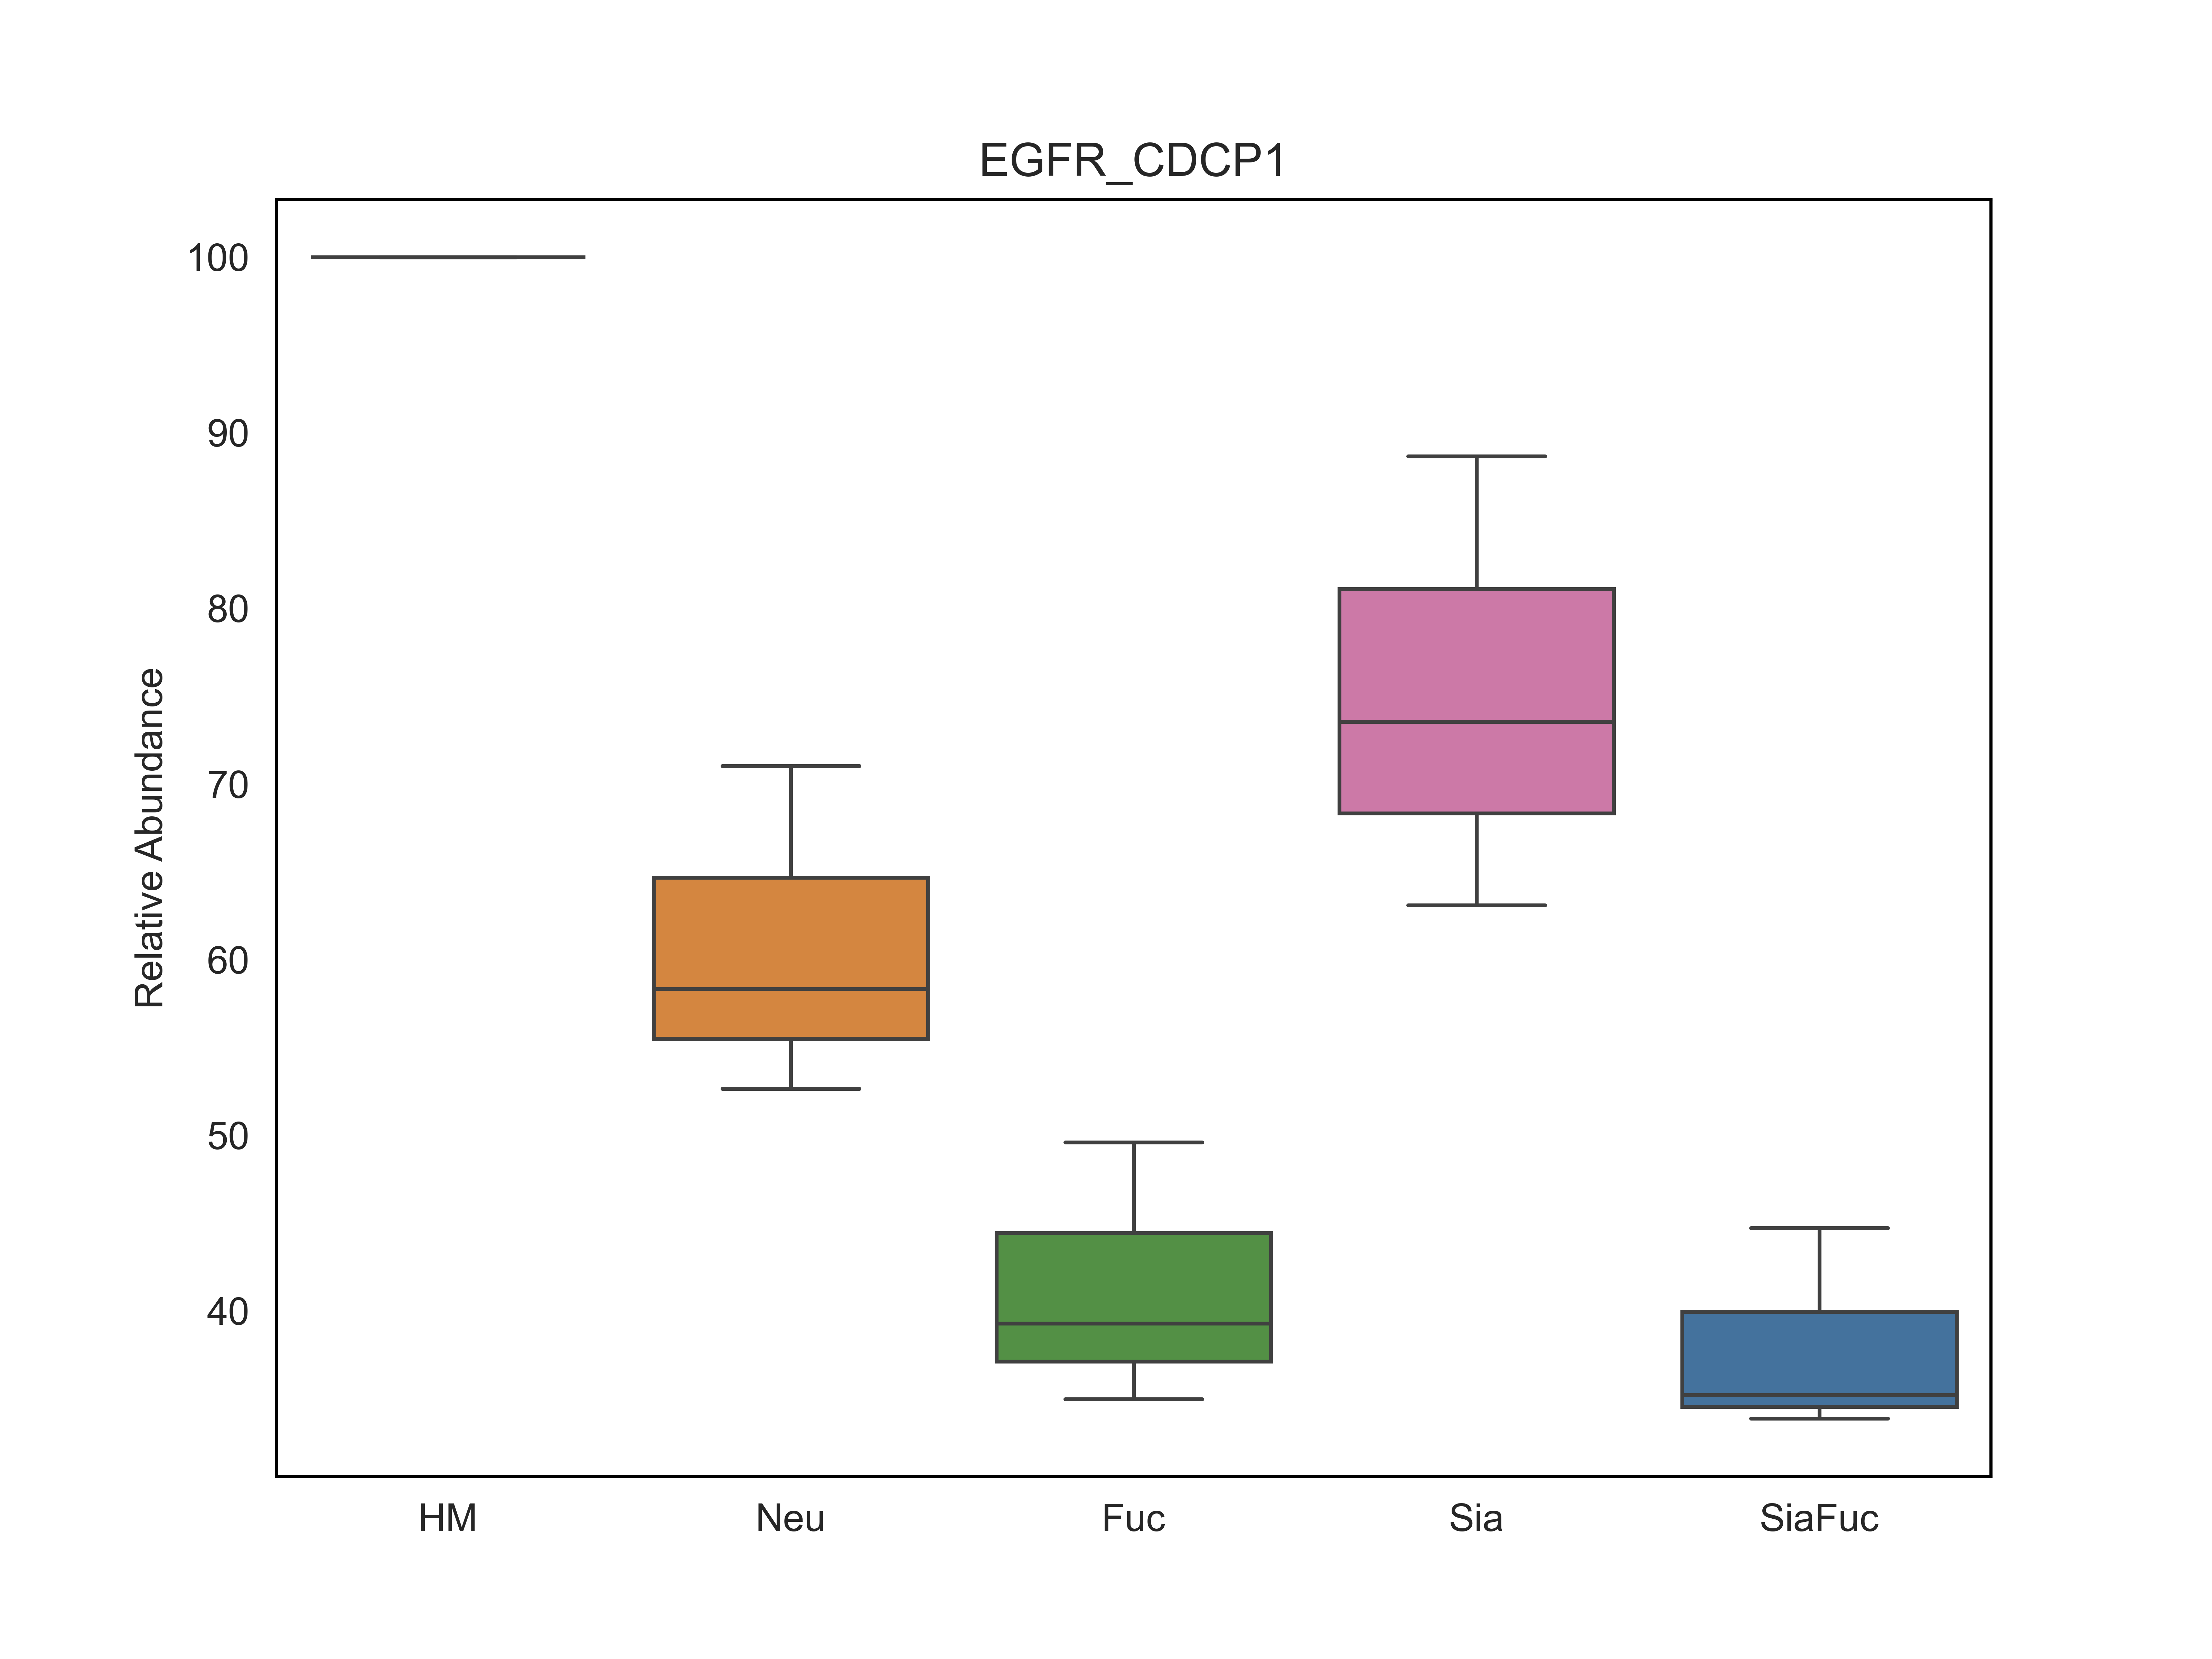 EGFR_CDCP1
Relative Abundance
100
90
80
70
60
50
40
HM
Neu
Fuc
Sia
SiaFuc